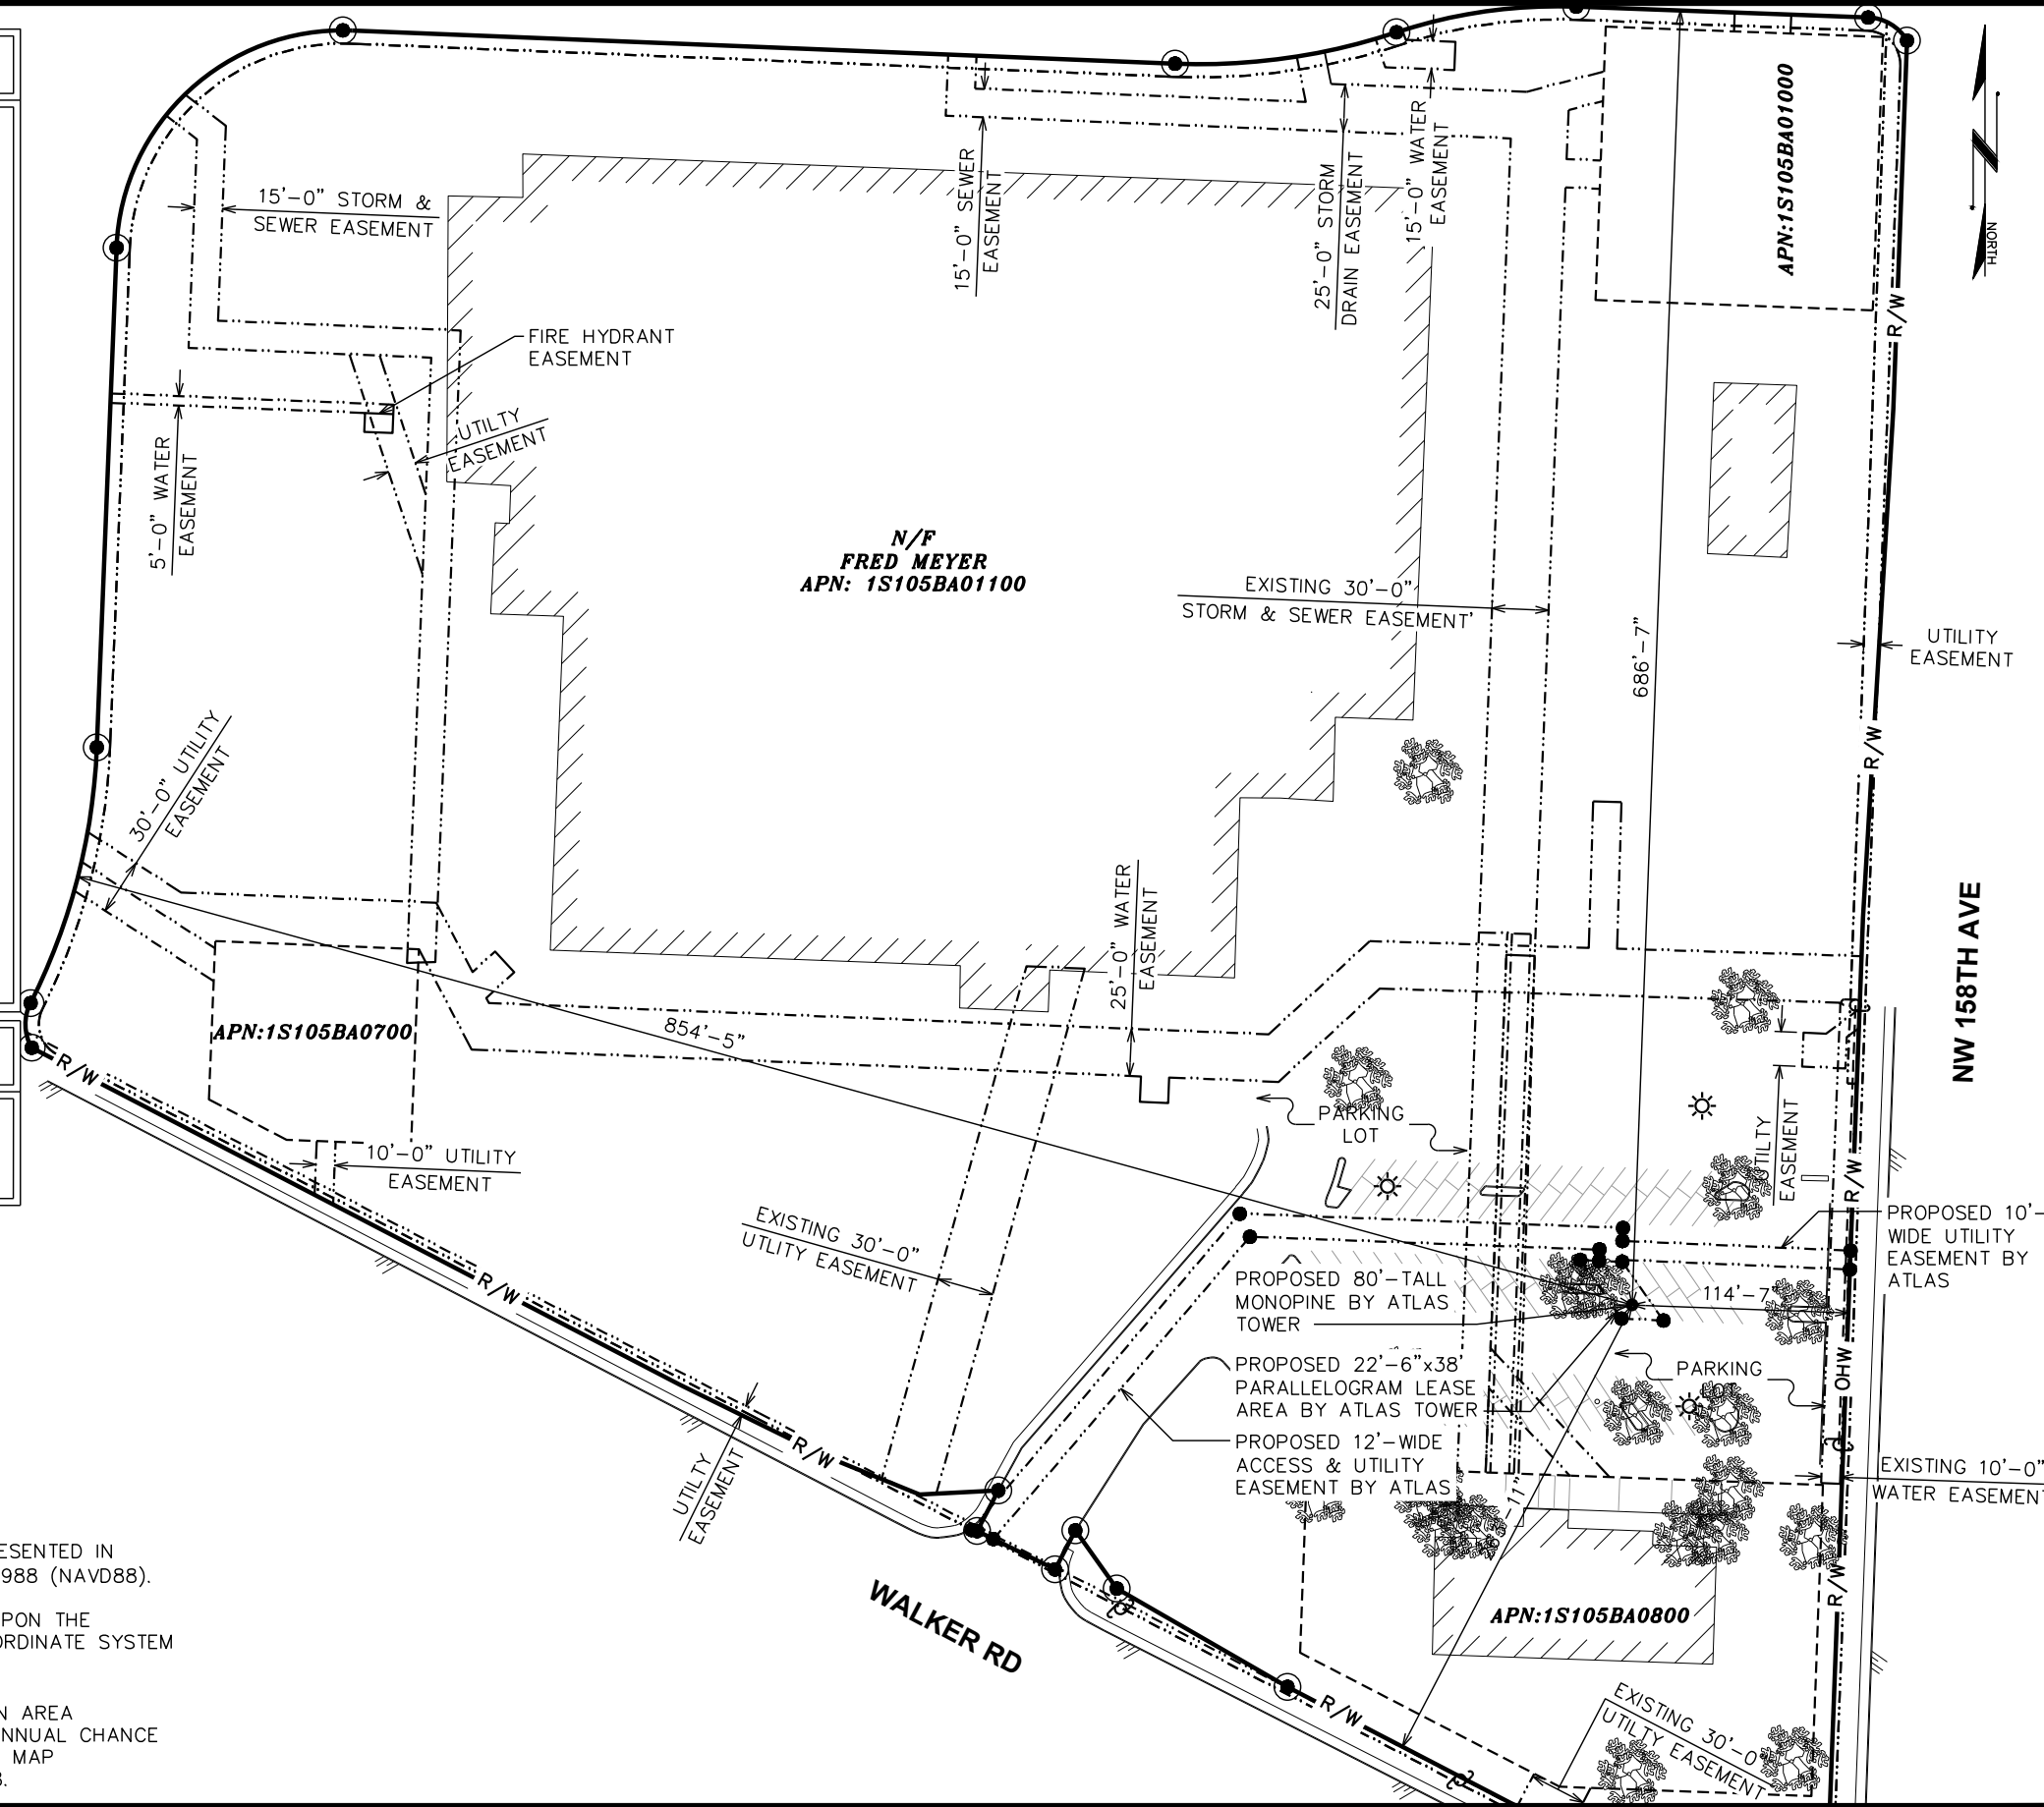 15'-0" STORM &
SEWER EASEMENT
15'-0" SEWER
EASEMENT
25'-0" STORM
DRAIN EASEMENT
15'-0" WATER
EASEMENT
APN:1S105BA01000
NORTH
R/W
FIRE HYDRANT
EASEMENT
UTILTY
EASEMENT
5'-0" WATER
EASEMENT
N/F
FRED MEYER
APN: 1S105BA01100
EXISTING 30'-0"
STORM & SEWER EASEMENT'
686'-7"
UTILITY
EASEMENT
R/W
30'-0" UTILITY
EASEMENT
25'-0" WATER
EASEMENT
NW 158TH AVE
APN:1S105BA0700
854'-5"
R/W
PARKING
LOT
UTILITY
EASEMENT
R/W
10'-0" UTILITY
EASEMENT
EXISTING 30'-0"
UTLITY EASEMENT
PROPOSED 10'-
WIDE UTILITY
EASEMENT BY
ATLAS
PROPOSED 80'-TALL
MONOPINE BY ATLAS
TOWER
114'-7"
R/W
PROPOSED 22'-6"x38'
PARALLELOGRAM LEASE
AREA BY ATLAS TOWER
PARKING
OHW
R/W
PROPOSED 12'-WIDE
ACCESS & UTILITY
EASEMENT BY ATLAS
R/W
UTILTY
EASEMENT
EXISTING 10'-0"
WATER EASEMENT
R/W
WALKER RD
APN:1S105BA0800
R/W
EXISTING 30'-0"
UTILTY EASEMENT
ESENTED IN
988 (NAVD88).
PON THE
ORDINATE SYSTEM
N AREA
NNUAL CHANCE
MAP